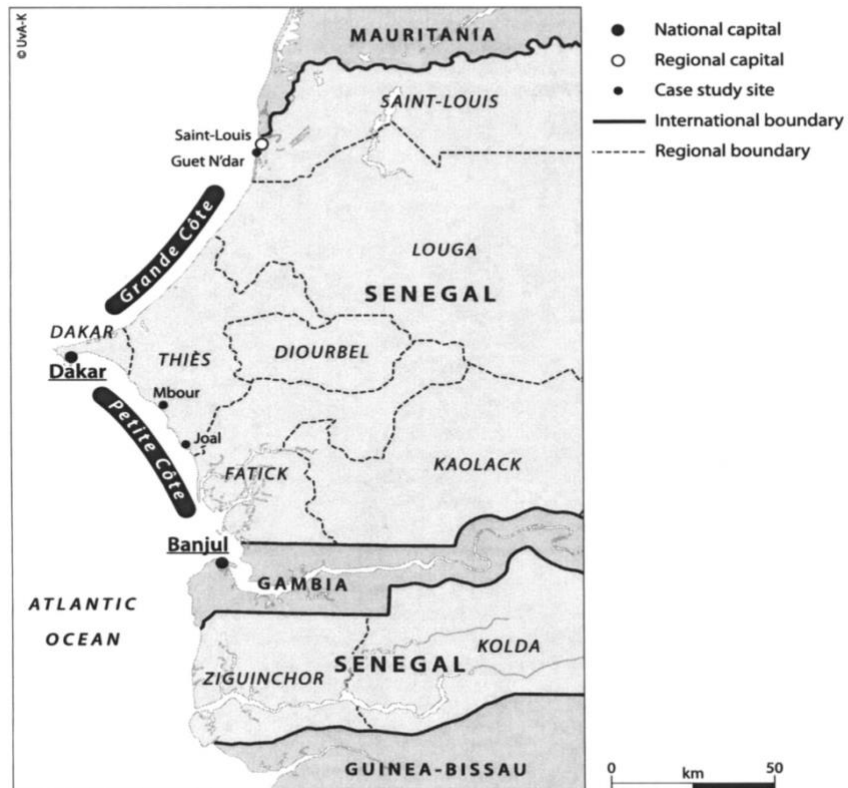 © UvA-K
MAURITANIA
SAINT-LOUIS
Saint-Louis
Guet N'dar
Grande Côte
LOUGA
SENEGAL
DAKAR
Dakar
THIÈS
DIOURBEL
Mbour
Petite Côte
Joal
FATICK
KAOLACK
Banjul
GAMBIA
ATLANTIC
OCEAN
ZIGUINCHOR
SENEGAL
KOLDA
GUINEA-BISSAU
National capital
Regional capital
Case study site
International boundary
Regional boundary
0 km 50